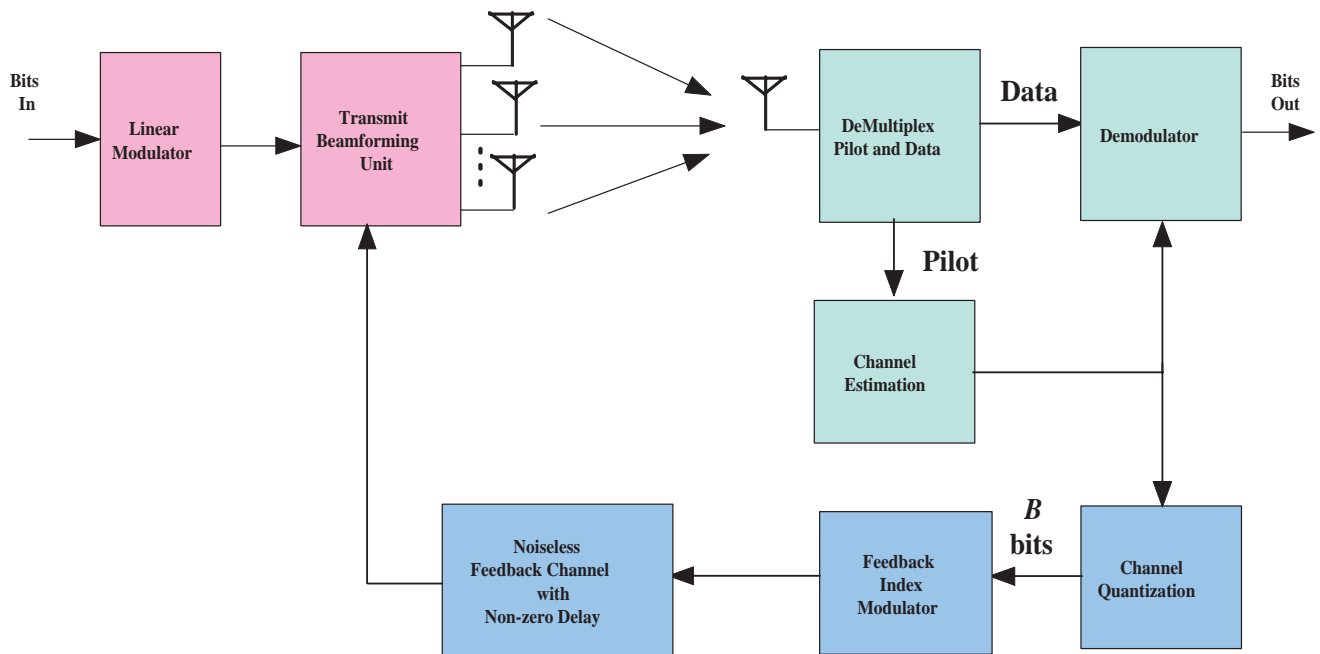 Bits
In
Linear
Modulator
Transmit
Beamforming
Unit
DeMultiplex
Pilot and Data
Data
Demodulator
Bits
Out
Pilot
Channel
Estimation
Noiseless
Feedback Channel
with
Non-zero Delay
Feedback
Index
Modulator
B
bits
Channel
Quantization